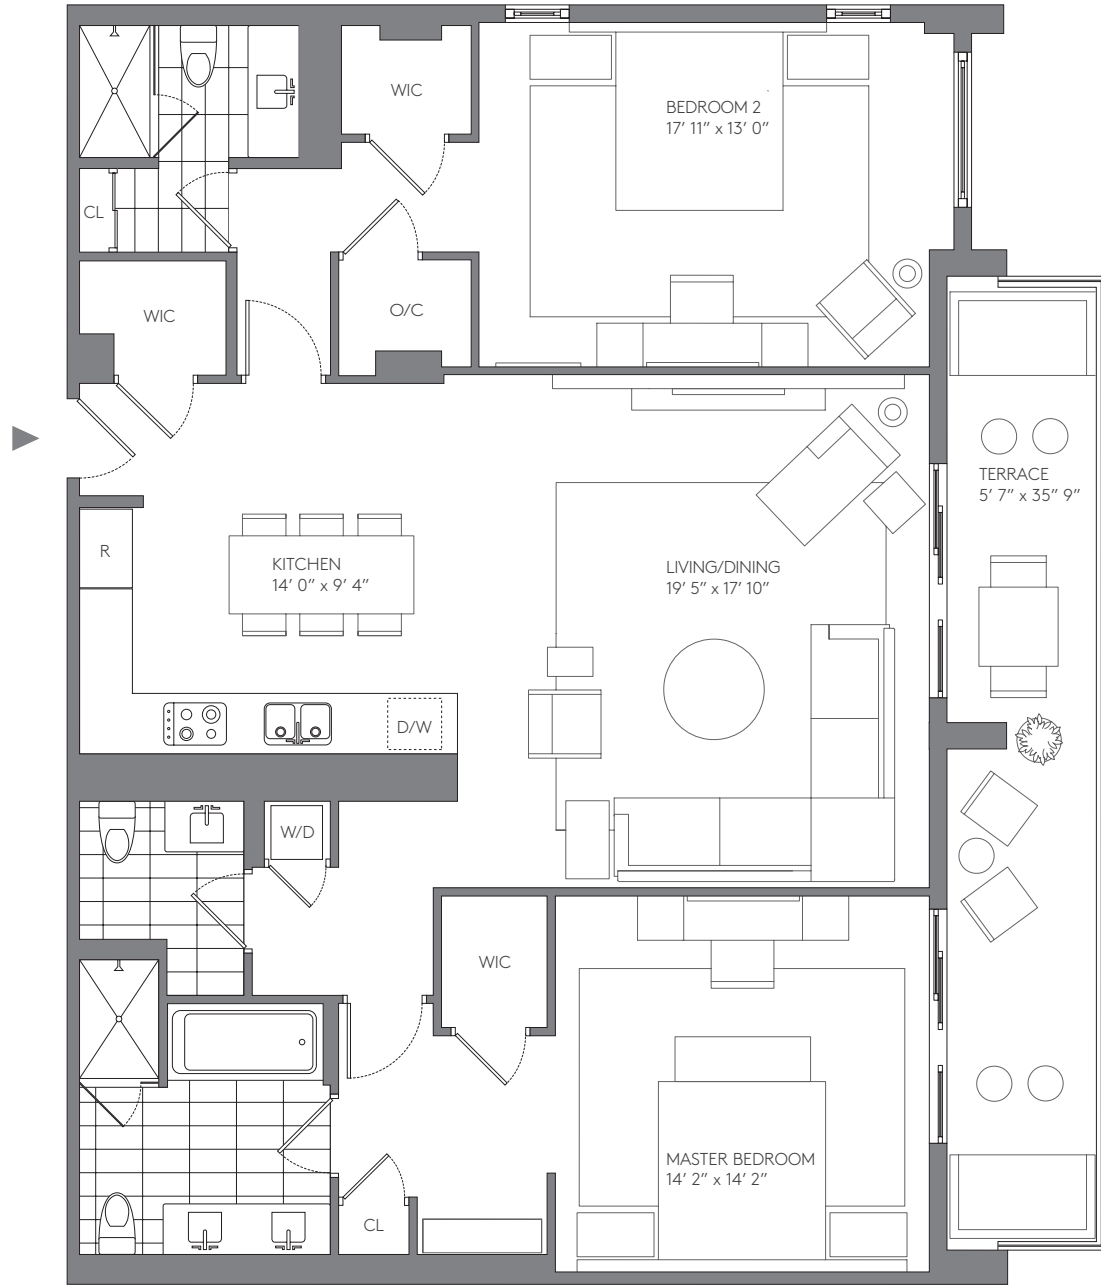 WIC
BEDROOM 2
17’ 11” x 13’ 0”
CL
WIC
O/C
TERRACE
5’ 7” x 35” 9”
R
KITCHEN
14’ 0” x 9’ 4”
LIVING/DINING
19’ 5” x 17’ 10”
D/W
W/D
WIC
MASTER BEDROOM
14’ 2” x 14’ 2”
CL